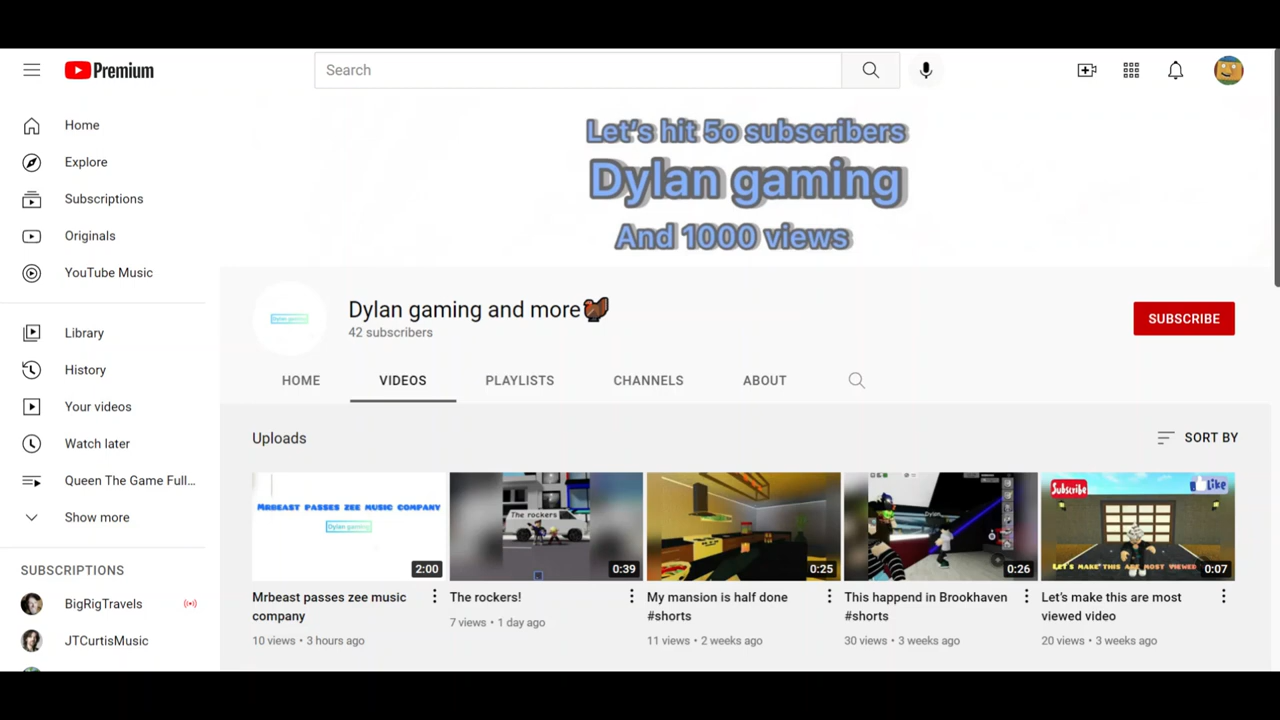 Premium
Search
Home
Explore
Subscriptions
Originals
YouTube Music
Library
History
Your videos
Watch later
Queen The Game Full...
Show more
SUBSCRIPTIONS
BigRigTravels
JTCurtisMusic
Let's hit 5o subscribers
Dylan gaming
And 1000 views
Dylan gaming
Dylan gaming and more
42 subscribers
SUBSCRIBE
HOME VIDEOS PLAYLISTS CHANNELS ABOUT
Uploads
SORT BY
MRBEAST PASSES ZEE MUSIC COMPANY
Dylan gaming
2:00
Mrbeast passes zee music
company
10 views • 3 hours ago
The rockers
0:39
The rockers!
7 views • 1 day ago
0:25
My mansion is half done
#shorts
11 views • 2 weeks ago
Dylan
0:26
This happend in Brookhaven
#shorts
30 views • 3 weeks ago
Subscribe
Like
LET'S MAKE THIS ARE MOST VIEWED
0:07
Let's make this are most
viewed video
20 views • 3 weeks ago